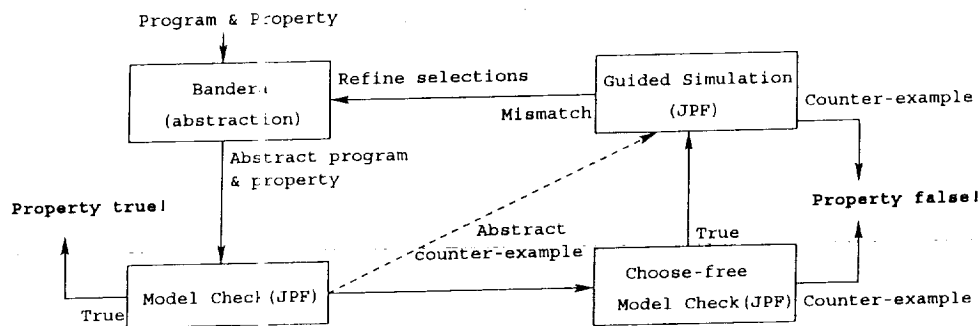 Program & Property
Bandera
(abstraction)
Refine selections
Mismatch
Guided Simulation
(JPF)
Counter-example
Abstract program
& property
Property true!
Property false!
Abstract
counter-example
True
Model Check(JPF)
True
Choose-free
Model Check(JPF)
Counter-example